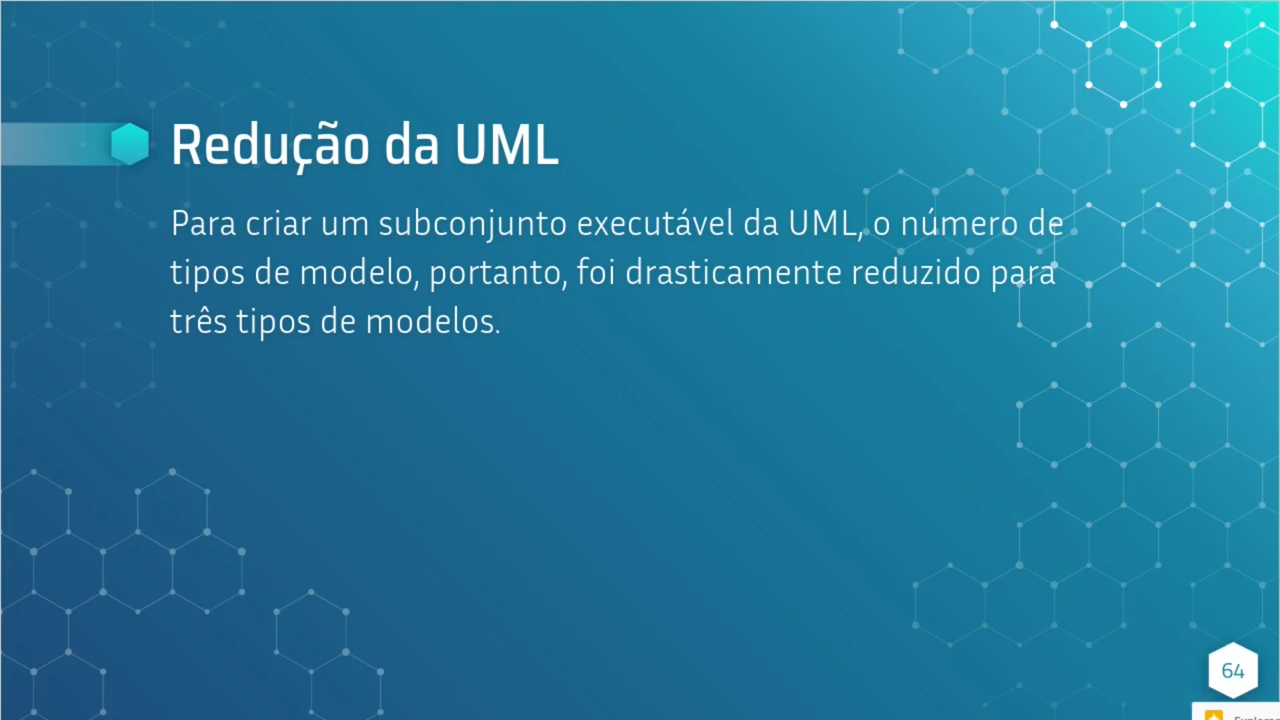 Redução da UML
Para criar um subconjunto executável da UML, o número de
tipos de modelo, portanto, foi drasticamente reduzido para
três tipos de modelos.
64